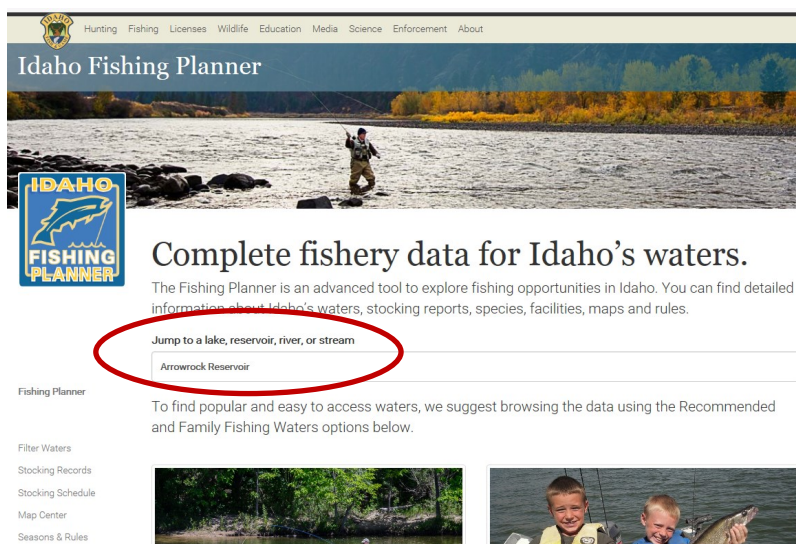 Hunting Fishing Licenses Wildlife Education Media Science Enforcement About
Idaho Fishing Planner
IDAHO
FISHING
PLANNER
Complete fishery data for Idaho's waters.
The Fishing Planner is an advanced tool to explore fishing opportunities in Idaho. You can find detailed
information about Idaho's waters, stocking reports, species, facilities, maps and rules.
Jump to a lake, reservoir, river, or stream
Arrowrock Reservoir
Fishing Planner
To find popular and easy to access waters, we suggest browsing the data using the Recommended
and Family Fishing Waters options below.
Filter Waters
Stocking Records
Stocking Schedule
Map Center
Seasons & Rules